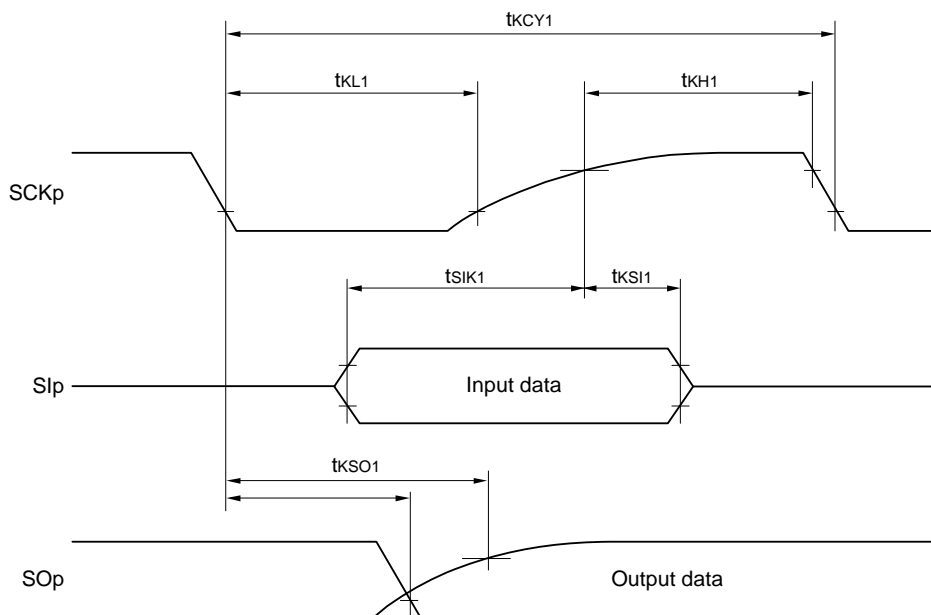 tKCY1
tKL1
tKH1
SCKp
tSIK1
tKSI1
SIp
Input data
tKSO1
SOp
Output data